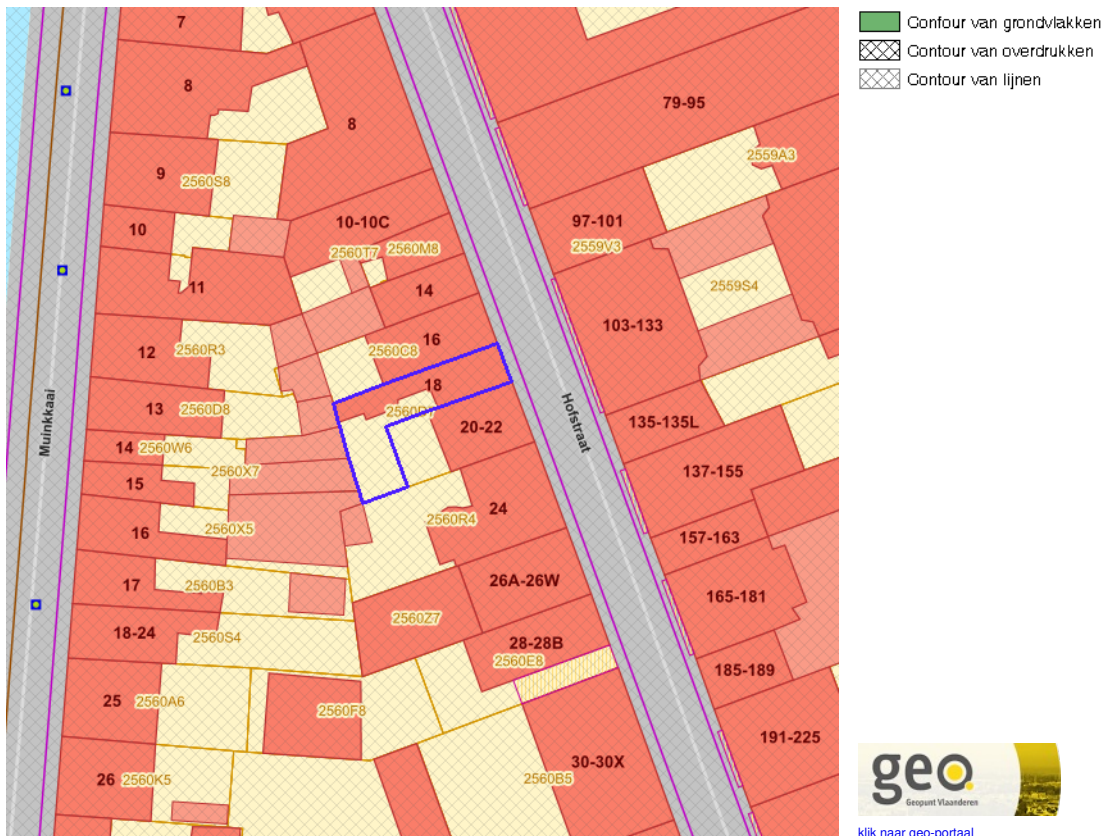 Contour van grondvlakken
Contour van overdrukken
Contour van lijnen
7
8
8
79-95
2559A3
9
2560S8
10
10-10C
97-101
2560T7
2560M8
2559V3
11
14
2559S4
12
2560R3
2560C8
16
103-133
18
13
2560D8
Muinkkaai
Hofstraat
20-22
135-135L
14
2560W6
2560X7
15
137-155
24
2560R4
16
2560X5
157-163
17
2560B3
26A-26W
165-181
2560Z7
18-24
2560S4
28-28B
2560E8
185-189
25
2560A6
2560F8
191-225
26
2560K5
30-30X
2560B5
geo.
Geopunt Vlaanderen
klik naar geo-portaal